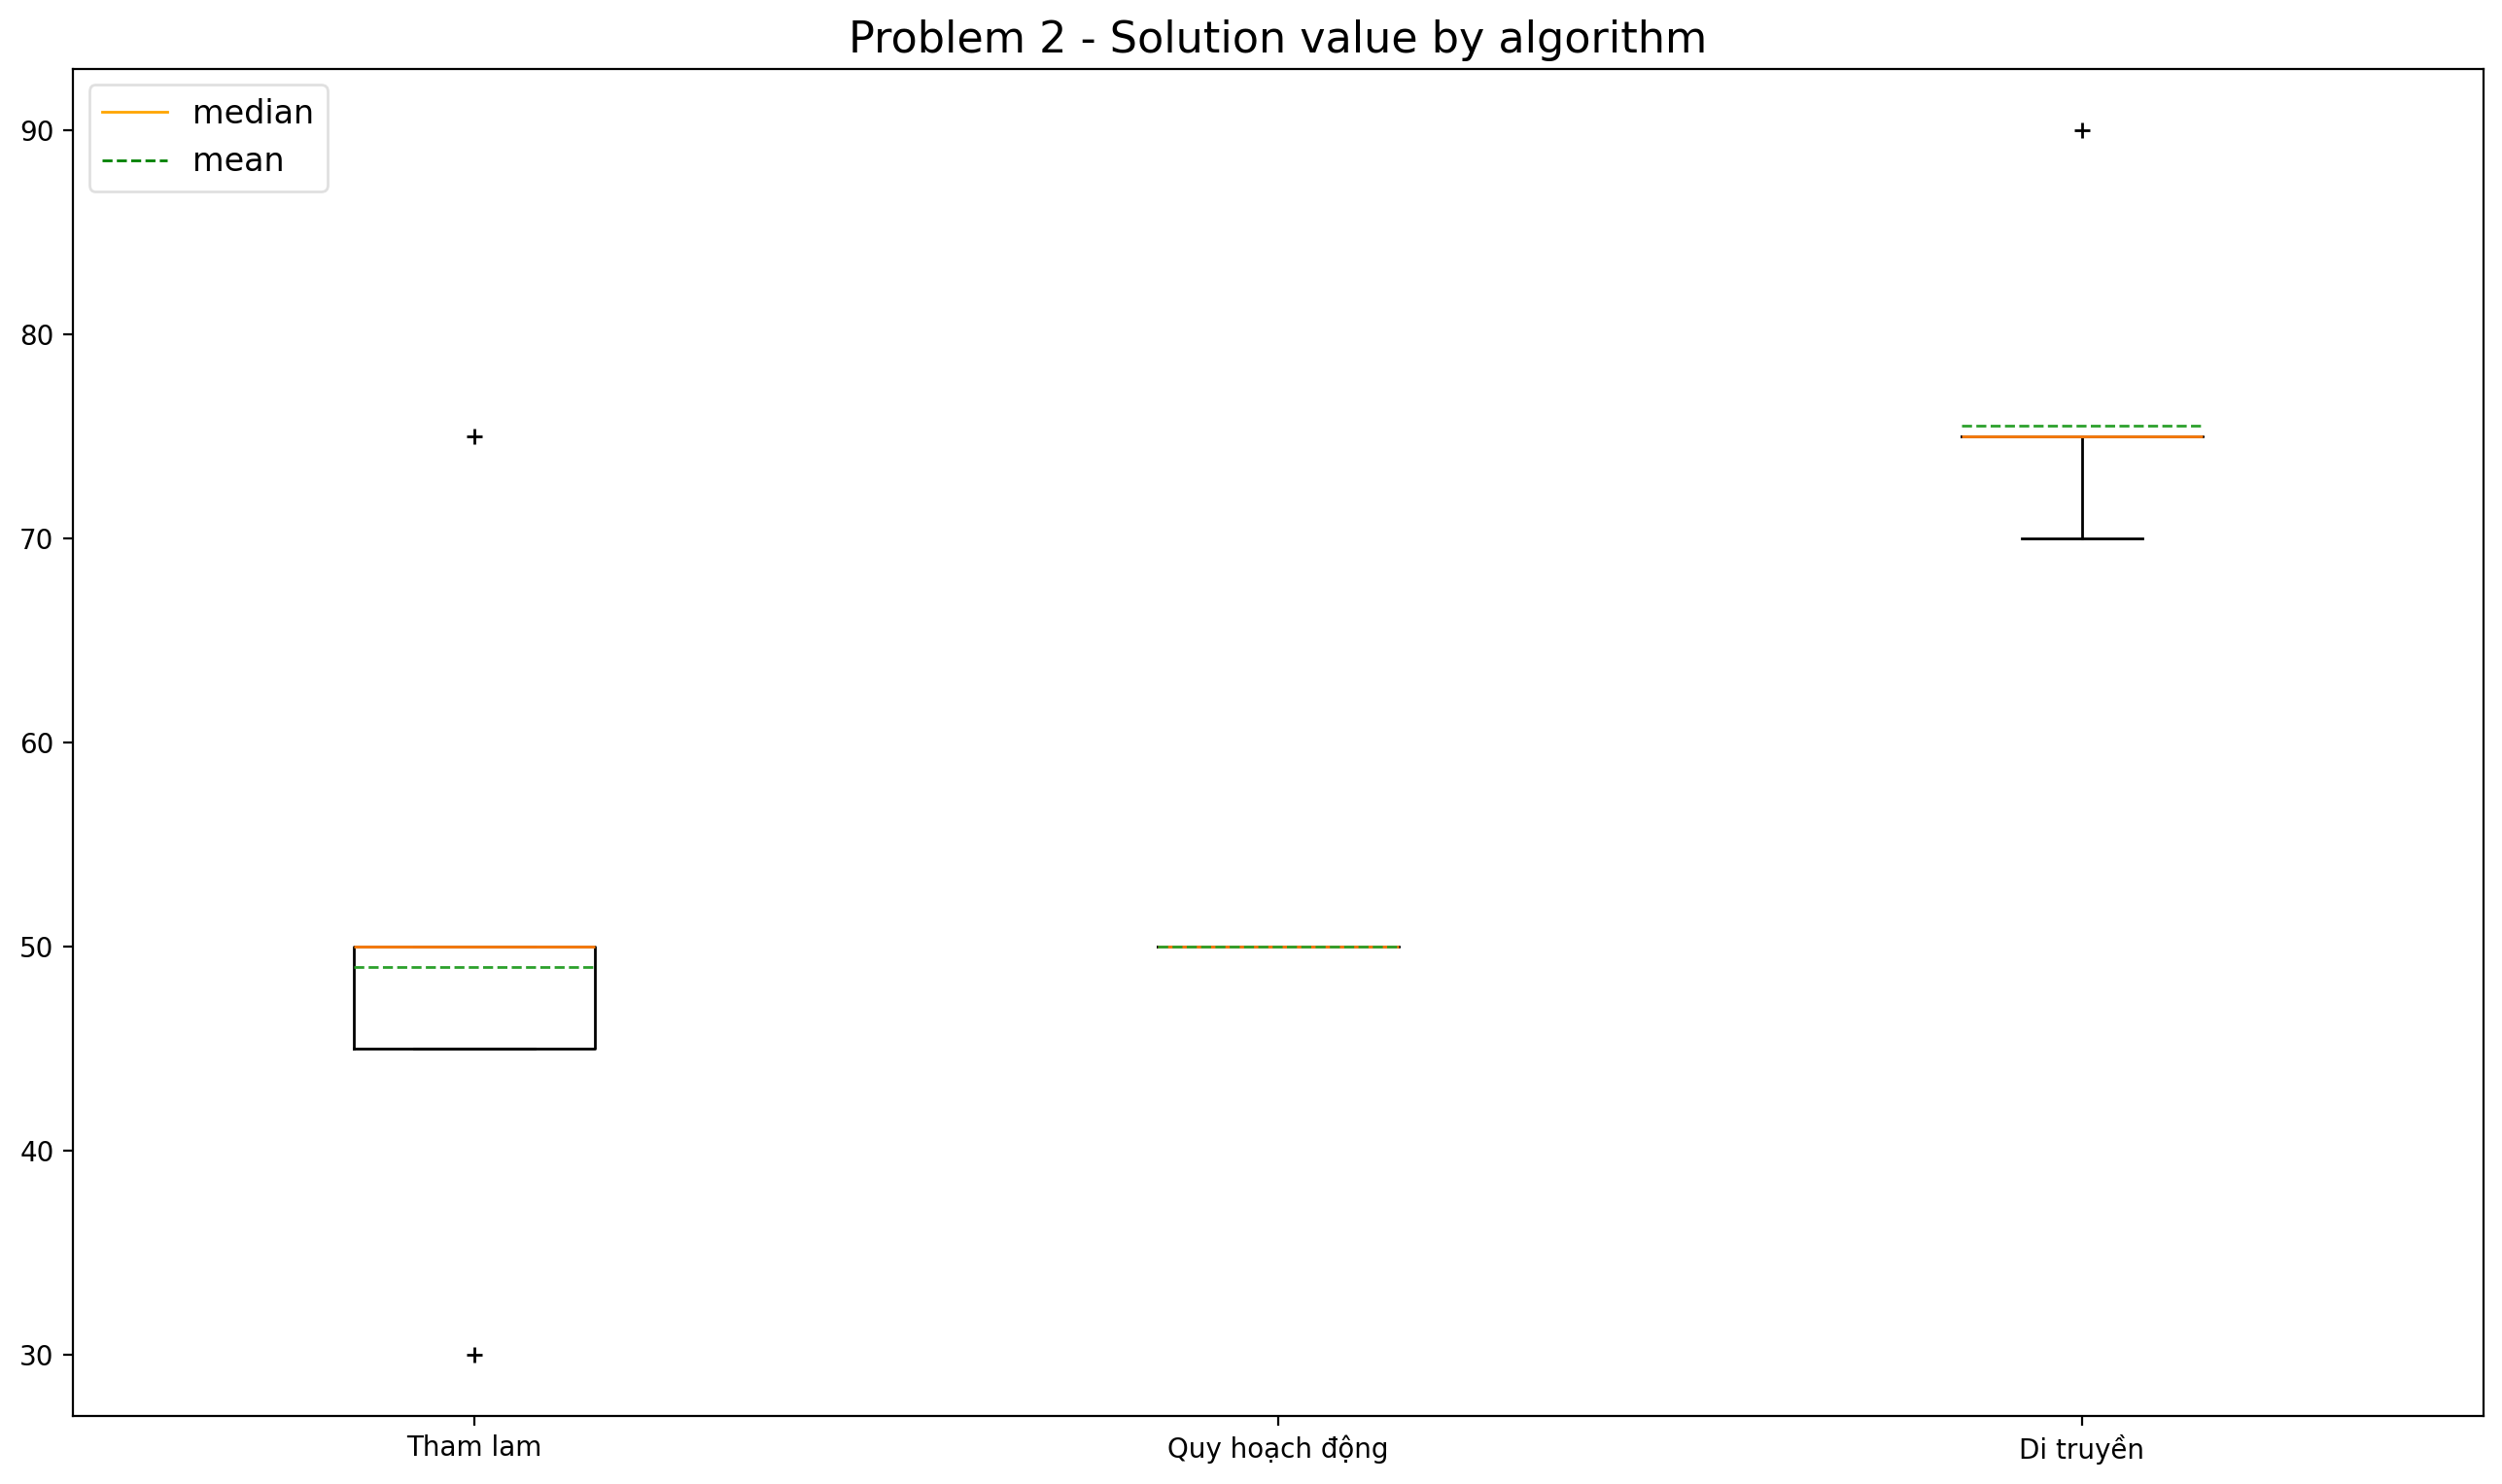 Problem 2 - Solution value by algorithm
median
mean
90
80
70
60
50
40
30
Tham lam
Quy hoạch động
Di truyền